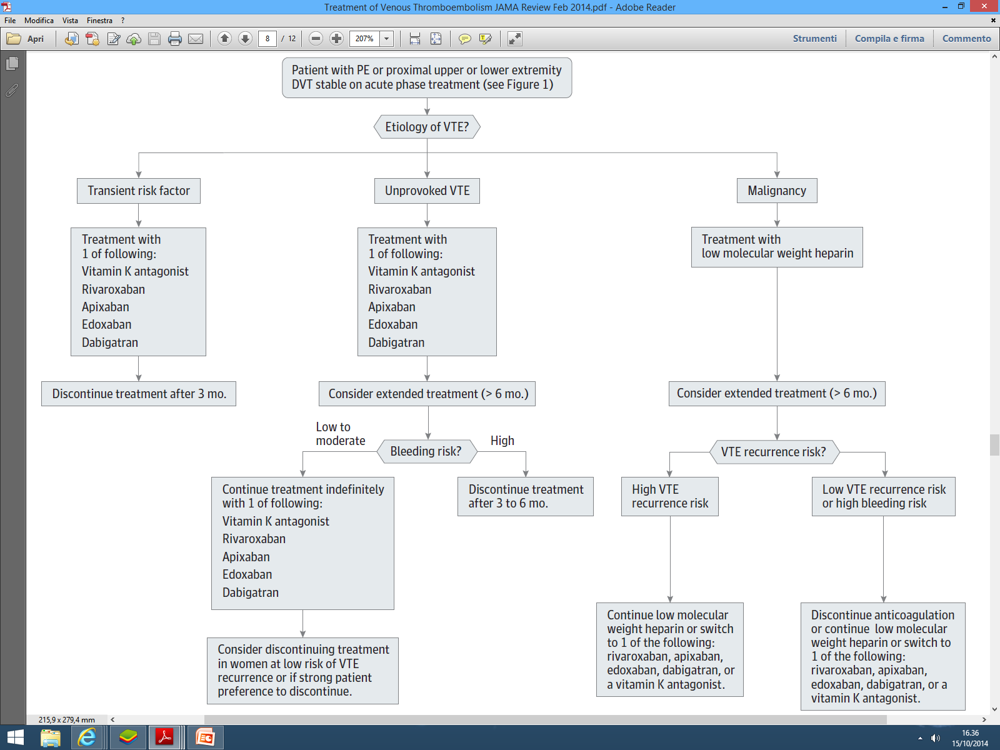 Treatment of Venous Thromboembolism JAMA Review Feb 2014.pdf - Adobe Reader
File Modifica Vista Finestra ?
Apri 8 / 12 207% Strumenti Compila e firma Commento
Patient with PE or proximal upper or lower extremity
DVT stable on acute phase treatment (see Figure 1)
Etiology of VTE?
Transient risk factor
Treatment with
1 of following:
Vitamin K antagonist
Rivaroxaban
Apixaban
Edoxaban
Dabigatran
Discontinue treatment after 3 mo.
Unprovoked VTE
Treatment with
1 of following:
Vitamin K antagonist
Rivaroxaban
Apixaban
Edoxaban
Dabigatran
Consider extended treatment (> 6 mo.)
Bleeding risk?
Low to
moderate
High
Continue treatment indefinitely
with 1 of following:
Vitamin K antagonist
Rivaroxaban
Apixaban
Edoxaban
Dabigatran
Consider discontinuing treatment
in women at low risk of VTE
recurrence or if strong patient
preference to discontinue.
Discontinue treatment
after 3 to 6 mo.
Malignancy
Treatment with
low molecular weight heparin
Consider extended treatment (> 6 mo.)
VTE recurrence risk?
High VTE
recurrence risk
Continue low molecular
weight heparin or switch
to 1 of the following:
rivaroxaban, apixaban,
edoxaban, dabigatran, or
a vitamin K antagonist.
Low VTE recurrence risk
or high bleeding risk
Discontinue anticoagulation
or continue low molecular
weight heparin or switch to
1 of the following:
rivaroxaban, apixaban,
edoxaban, dabigatran, or a
vitamin K antagonist.
215,9 x 279,4 mm
16.36
15/10/2014